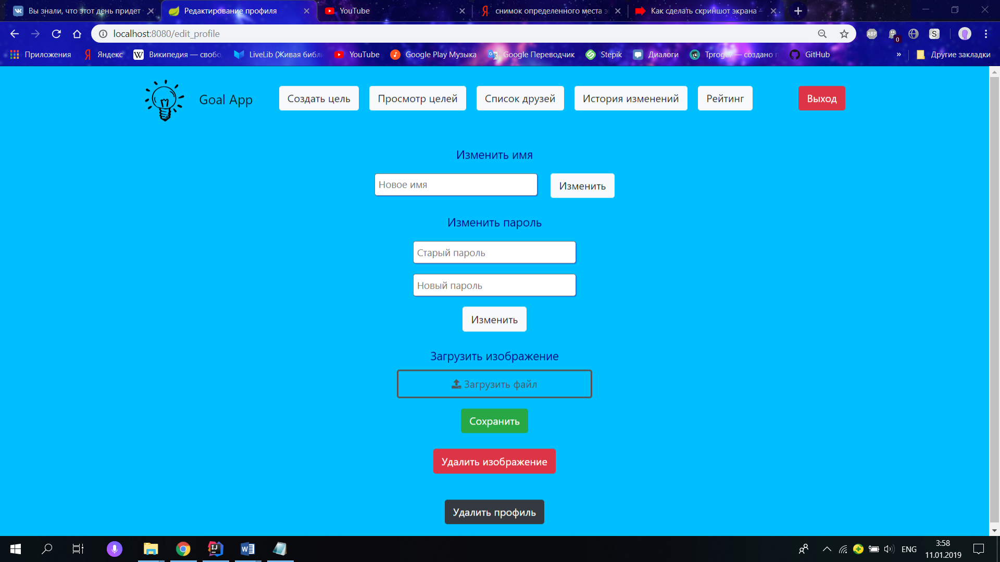 Вы знали, что этот день придет
Редактирование профиля
YouTube
снимок определенного места э
Как сделать скриншот экрана –
localhost:8080/edit_profile
ABP
0
S
Приложения
Яндекс
Википедия — свобо
LiveLib (Живая библи
YouTube
Google Play Музыка
Google Переводчик
Stepik
Диалоги
Tproger — создано п
GitHub
»
Другие закладки
Goal App
Создать цель
Просмотр целей
Список друзей
История изменений
Рейтинг
Выход
Изменить имя
Новое имя
Изменить
Изменить пароль
Старый пароль
Новый пароль
Изменить
Загрузить изображение
Загрузить файл
Сохранить
Удалить изображение
Удалить профиль
ENG
3:58
11.01.2019